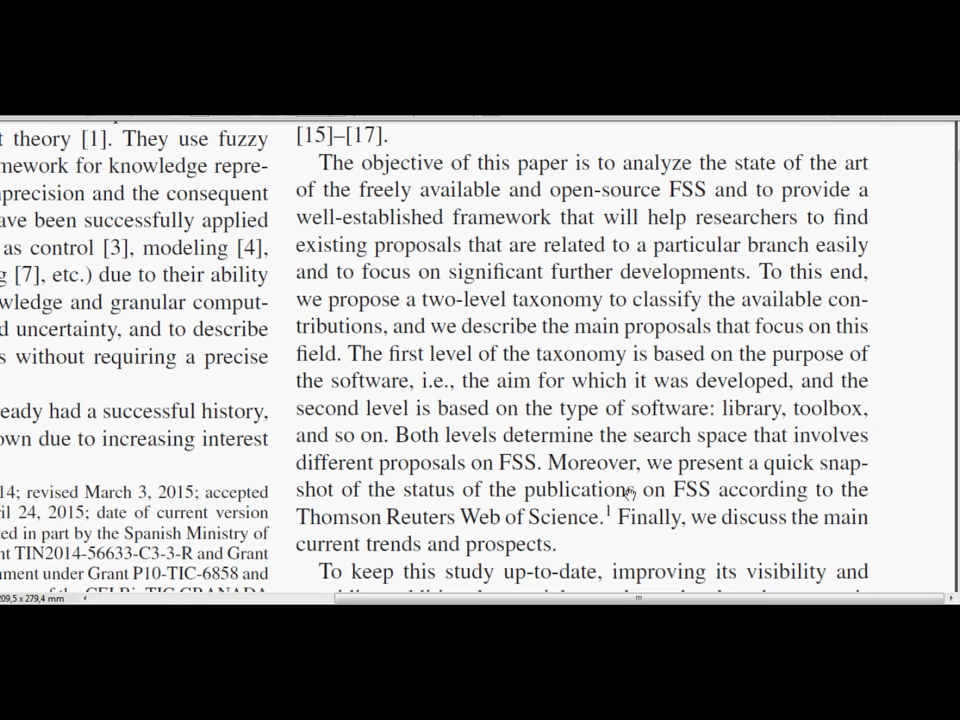 t theory [1]. They use fuzzy
mework for knowledge repre-
nprecision and the consequent
ave been successfully applied
as control [3], modeling [4],
g [7], etc.) due to their ability
wledge and granular comput-
d uncertainty, and to describe
s without requiring a precise
ready had a successful history,
own due to increasing interest
14; revised March 3, 2015; accepted
ril 24, 2015; date of current version
ted in part by the Spanish Ministry of
nt TIN2014-56633-C3-3-R and Grant
nment under Grant P10-TIC-6858 and
[15]–[17].
The objective of this paper is to analyze the state of the art
of the freely available and open-source FSS and to provide a
well-established framework that will help researchers to find
existing proposals that are related to a particular branch easily
and to focus on significant further developments. To this end,
we propose a two-level taxonomy to classify the available con-
tributions, and we describe the main proposals that focus on this
field. The first level of the taxonomy is based on the purpose of
the software, i.e., the aim for which it was developed, and the
second level is based on the type of software: library, toolbox,
and so on. Both levels determine the search space that involves
different proposals on FSS. Moreover, we present a quick snap-
shot of the status of the publications on FSS according to the
Thomson Reuters Web of Science.1 Finally, we discuss the main
current trends and prospects.
To keep this study up-to-date, improving its visibility and
209,5 x 279,4 mm